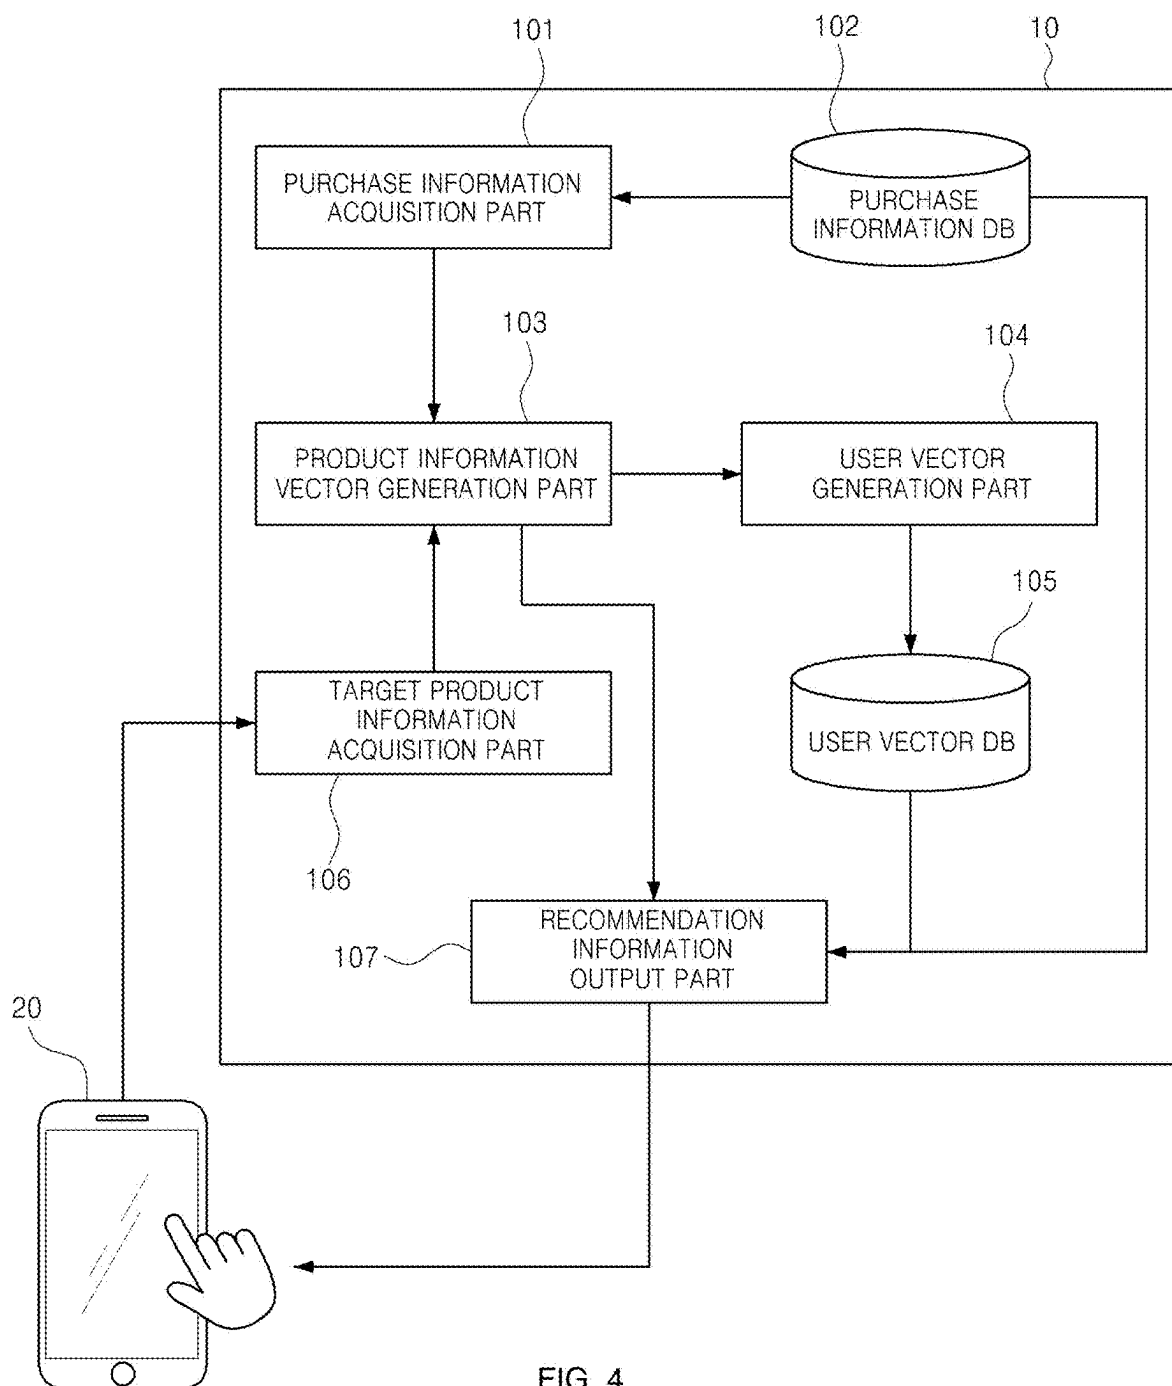 101
102
10
PURCHASE INFORMATION
ACQUISITION PART
PURCHASE
INFORMATION DB
103
104
PRODUCT INFORMATION
VECTOR GENERATION PART
USER VECTOR
GENERATION PART
105
TARGET PRODUCT
INFORMATION
ACQUISITION PART
USER VECTOR DB
106
RECOMMENDATION
INFORMATION
OUTPUT PART
107
20
FIG. 4